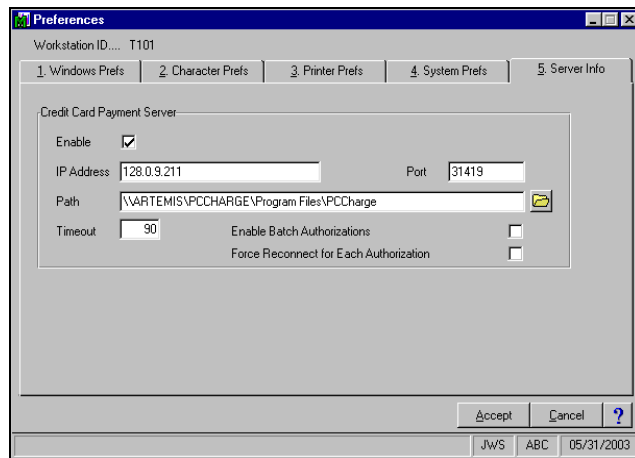 Preferences
Workstation ID.... T101
1. Windows Prefs 2. Character Prefs 3. Printer Prefs 4. System Prefs 5. Server Info
Credit Card Payment Server
Enable
IP Address 128.0.9.211 Port 31419
Path \\ARTEMIS\PCCHARGE\Program Files\PCCharge
Timeout 90 Enable Batch Authorizations
Force Reconnect for Each Authorization
Accept Cancel ?
JWS ABC 05/31/2003